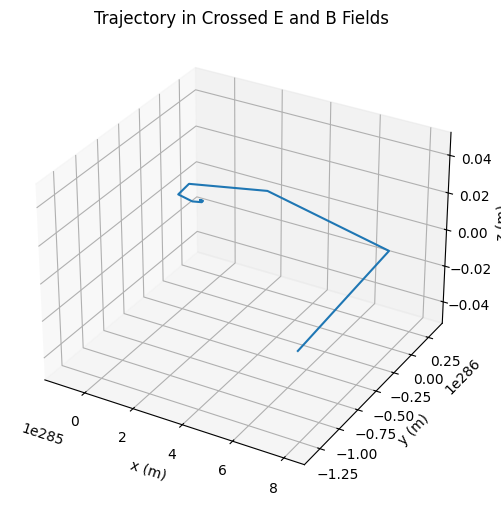 Trajectory in Crossed E and B Fields
0.04
0.02
0.00
−0.02
−0.04
z (m)
0.25
0.00
−0.25
−0.50
−0.75
−1.00
−1.25
1e286
y (m)
0
2
4
6
8
1e285
x (m)